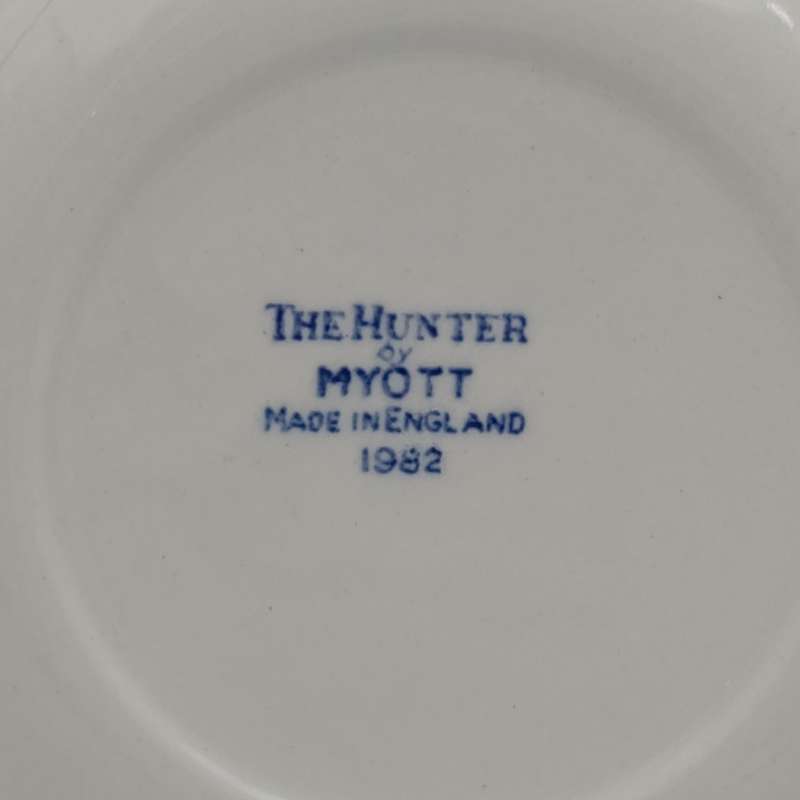 THE HUNTER
by
MYOTT
MADE IN ENGLAND
1982